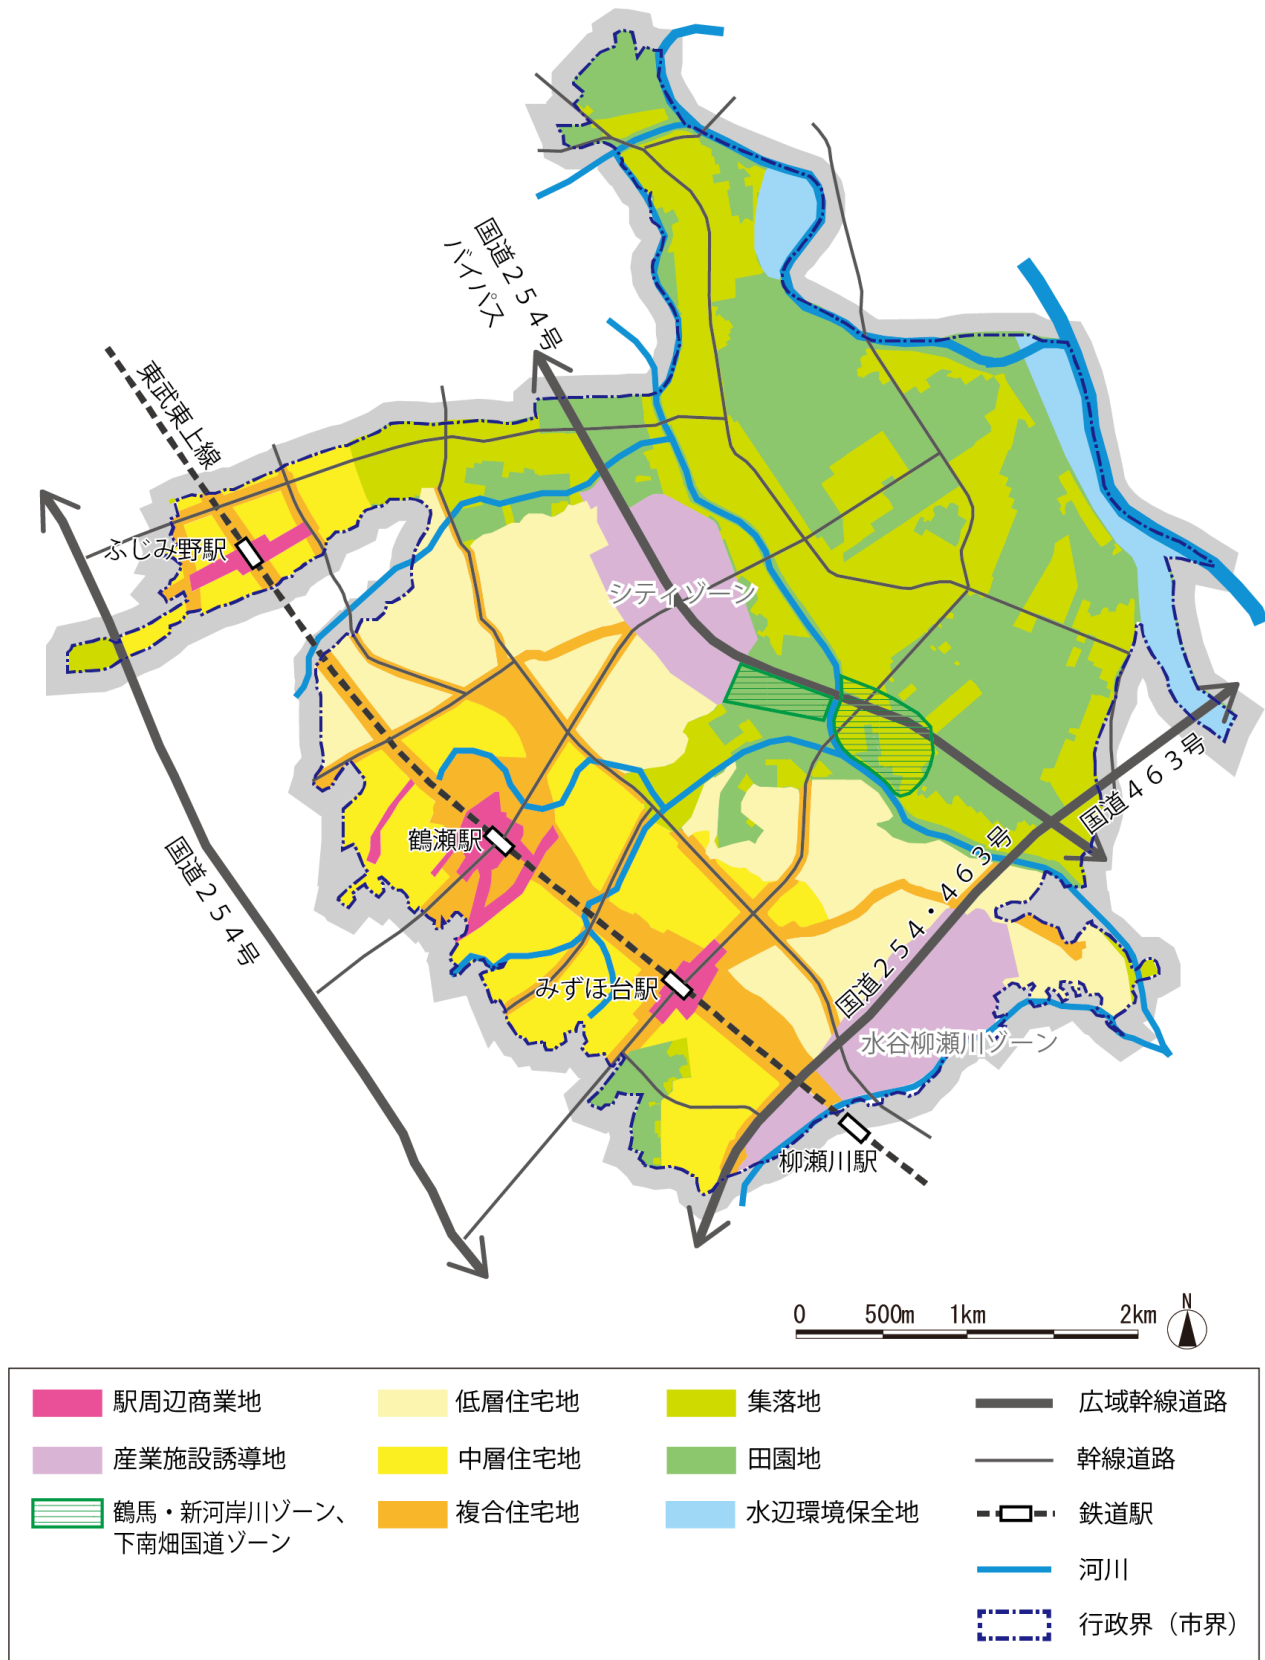 国道２５４号
バイパス
東武東上線
ふじみ野駅
シティゾーン
国道４６３号
鶴瀬駅
国道２５４号
国道２５４・４６３号
みずほ台駅
水谷柳瀬川ゾーン
柳瀬川駅
0 500m 1km 2km
N
駅周辺商業地
低層住宅地
集落地
広域幹線道路
産業施設誘導地
中層住宅地
田園地
幹線道路
鶴馬・新河岸川ゾーン、
下南畑国道ゾーン
複合住宅地
水辺環境保全地
鉄道駅
河川
行政界（市界）